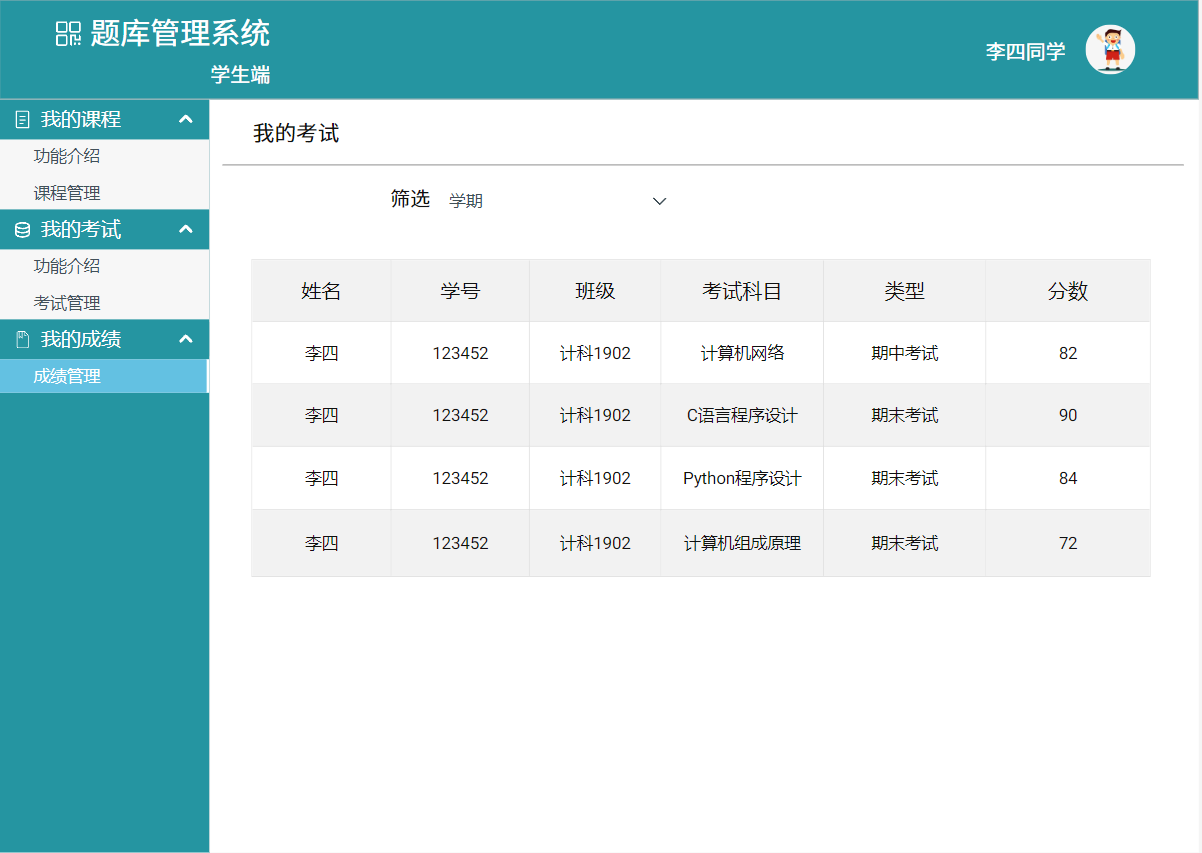 题库管理系统
学生端
李四同学
我的课程
功能介绍
课程管理
我的考试
功能介绍
考试管理
我的成绩
成绩管理
我的考试
筛选 学期
姓名 学号 班级 考试科目 类型 分数
李四 123452 计科1902 计算机网络 期中考试 82
李四 123452 计科1902 C语言程序设计 期末考试 90
李四 123452 计科1902 Python程序设计 期末考试 84
李四 123452 计科1902 计算机组成原理 期末考试 72